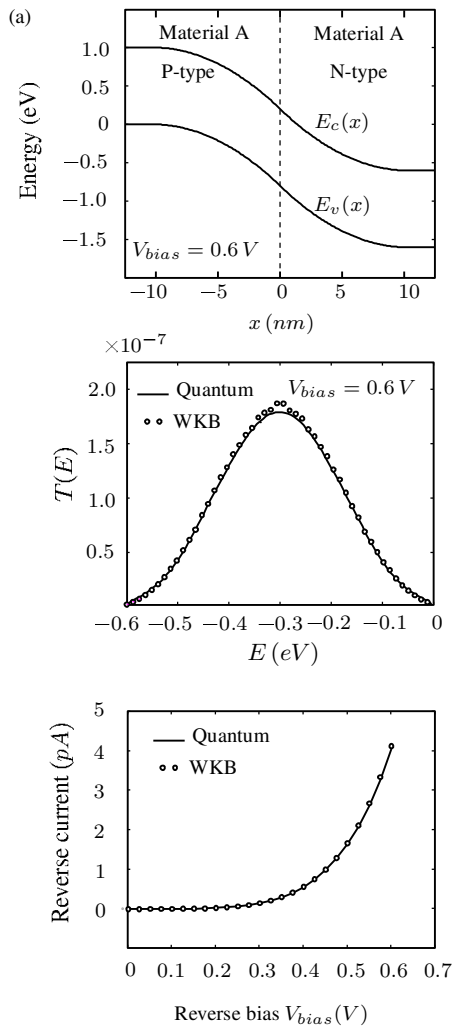 (a)
Material A Material A
P-type N-type
Energy (eV)
1.0
0.5
0
−0.5
−1.0
−1.5
E_c(x)
E_v(x)
V_bias = 0.6 V
−10 −5 0 5 10
x (nm)
×10^−7
Quantum V_bias = 0.6 V
WKB
T(E)
2.0
1.5
1.0
0.5
−0.6 −0.5 −0.4 −0.3 −0.2 −0.1 0
E (eV)
Quantum
WKB
Reverse current (pA)
5
4
3
2
1
0
0 0.1 0.2 0.3 0.4 0.5 0.6 0.7
Reverse bias V_bias(V)